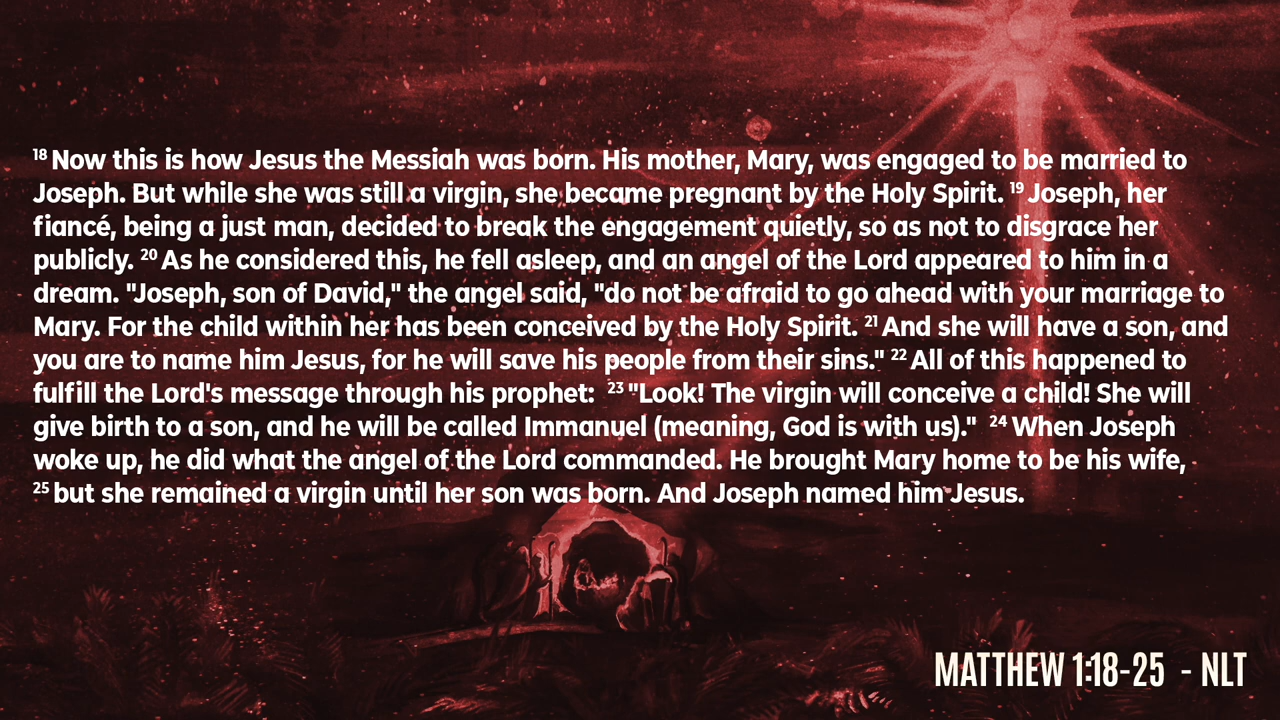 18 Now this is how Jesus the Messiah was born. His mother, Mary, was engaged to be married to
Joseph. But while she was still a virgin, she became pregnant by the Holy Spirit. 19 Joseph, her
fiancé, being a just man, decided to break the engagement quietly, so as not to disgrace her
publicly. 20 As he considered this, he fell asleep, and an angel of the Lord appeared to him in a
dream. "Joseph, son of David," the angel said, "do not be afraid to go ahead with your marriage to
Mary. For the child within her has been conceived by the Holy Spirit. 21 And she will have a son, and
you are to name him Jesus, for he will save his people from their sins." 22 All of this happened to
fulfill the Lord's message through his prophet: 23 "Look! The virgin will conceive a child! She will
give birth to a son, and he will be called Immanuel (meaning, God is with us)." 24 When Joseph
woke up, he did what the angel of the Lord commanded. He brought Mary home to be his wife,
25 but she remained a virgin until her son was born. And Joseph named him Jesus.
MATTHEW 1:18-25 - NLT